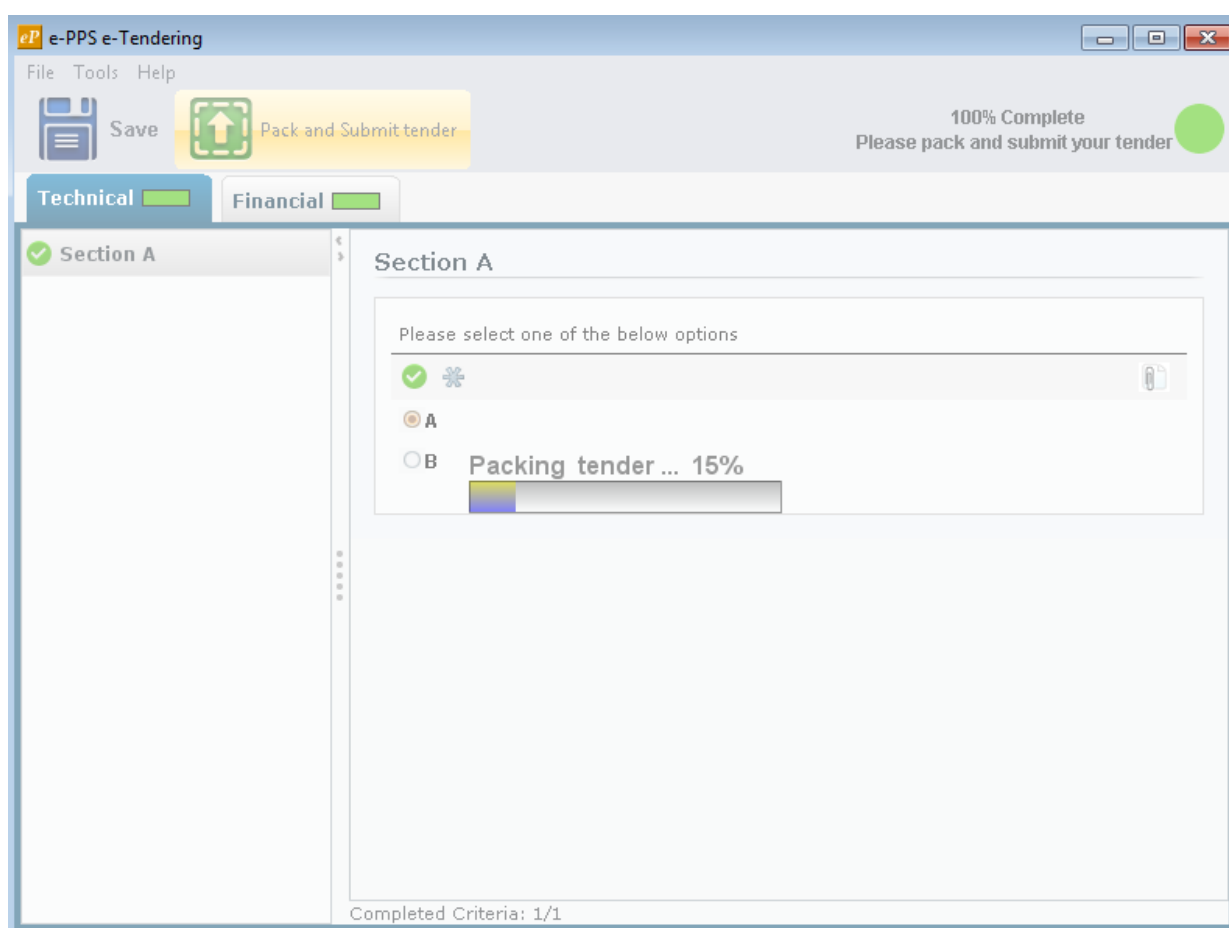 eP e-PPS e-Tendering
File Tools Help
Save Pack and Submit tender
100% Complete
Please pack and submit your tender
Technical Financial
Section A
Section A
Please select one of the below options
A
B
Packing tender ... 15%
Completed Criteria: 1/1